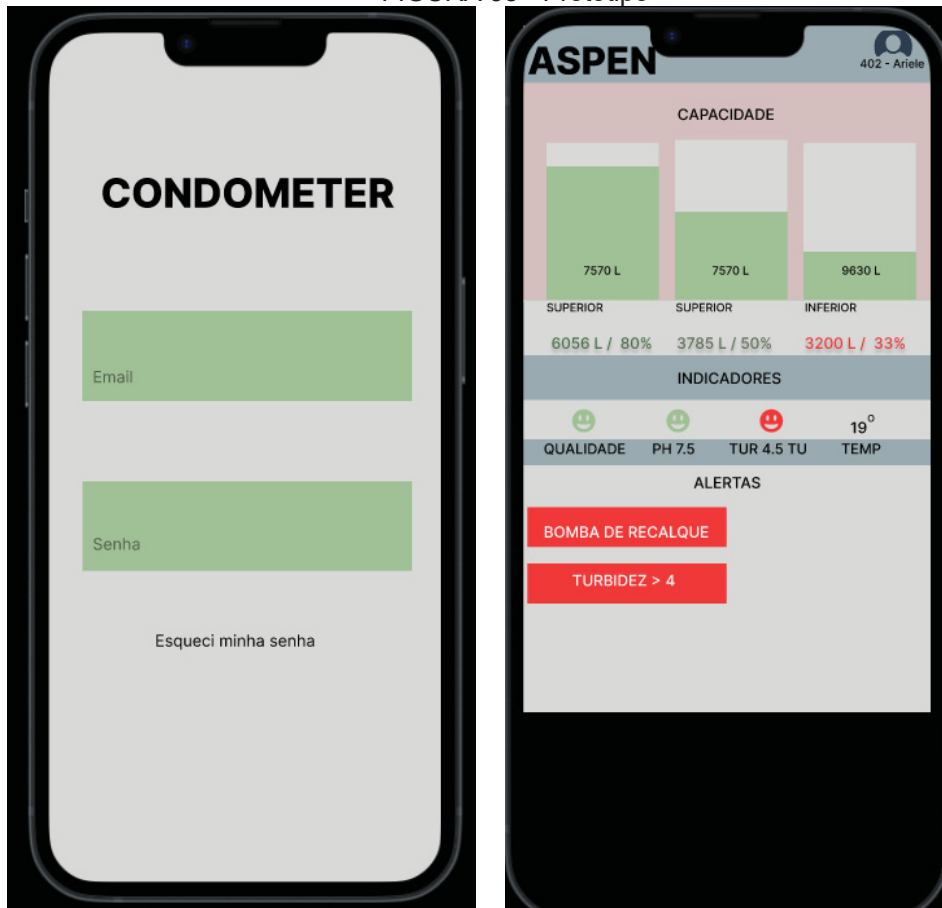 CONDOMETER
Email
Senha
Esqueci minha senha
ASPEN
402 - Ariele
CAPACIDADE
7570 L 7570 L 9630 L
SUPERIOR SUPERIOR INFERIOR
6056 L / 80% 3785 L / 50% 3200 L / 33%
INDICADORES
19°
QUALIDADE PH 7.5 TUR 4.5 TU TEMP
ALERTAS
BOMBA DE RECALQUE
TURBIDEZ > 4